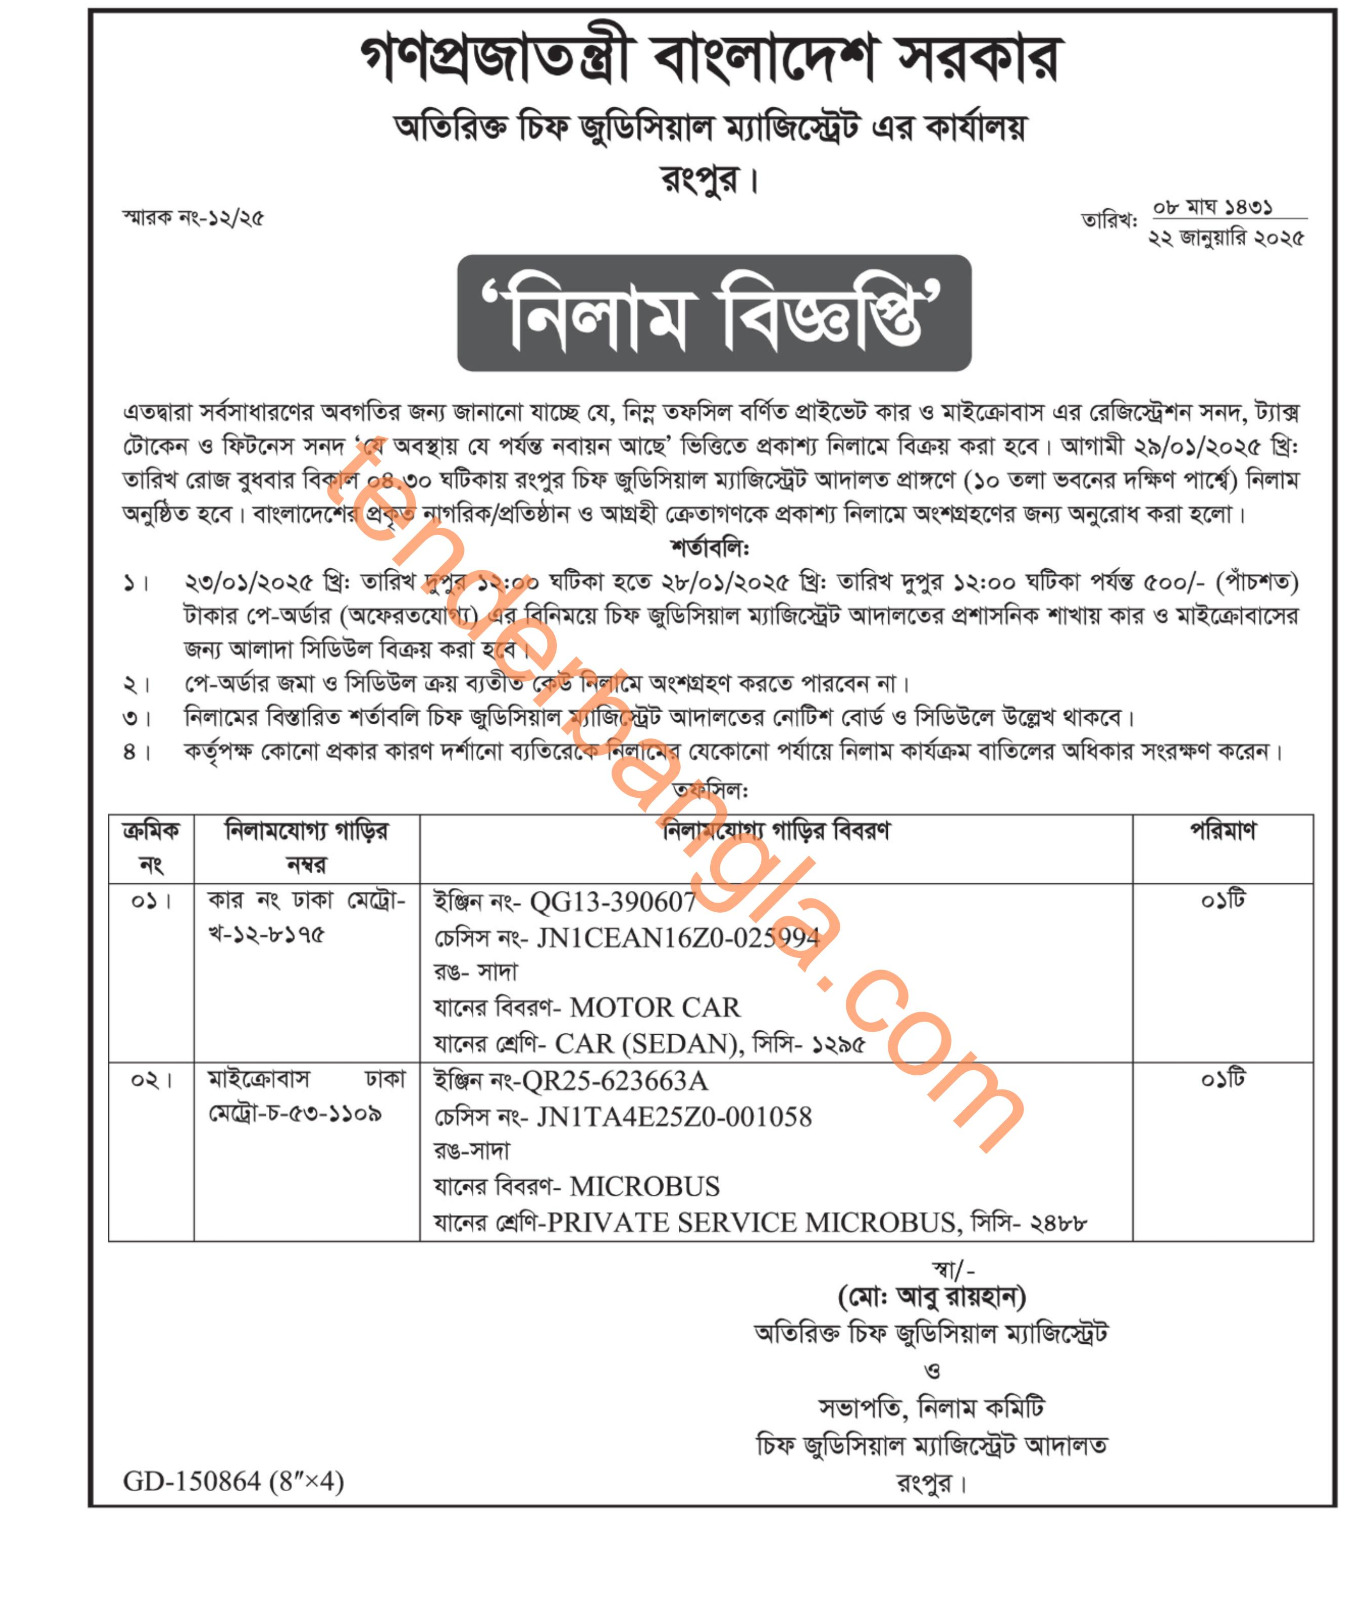 গণপ্রজাতন্ত্রী বাংলাদেশ সরকার
অতিরিক্ত চিফ জুডিসিয়াল ম্যাজিস্ট্রেট এর কার্যালয়
রংপুর।
স্মারক নং-১২/২৫
তারিখ: ০৮ মাঘ ১৪৩১
২২ জানুয়ারি ২০২৫
‘নিলাম বিজ্ঞপ্তি’
এতদ্বারা সর্বসাধারণের অবগতির জন্য জানানো যাচ্ছে যে, নিম্ন তফসিল বর্ণিত প্রাইভেট কার ও মাইক্রোবাস এর রেজিস্ট্রেশন সনদ, ট্যাক্স
টোকেন ও ফিটনেস সনদ ‘যে অবস্থায় যে পর্যন্ত নবায়ন আছে’ ভিত্তিতে প্রকাশ্য নিলামে বিক্রয় করা হবে। আগামী ২৯/০১/২০২৫ খ্রি:
তারিখ রোজ বুধবার বিকাল ০৪.৩০ ঘটিকায় রংপুর চিফ জুডিসিয়াল ম্যাজিস্ট্রেট আদালত প্রাঙ্গণে (১০ তলা ভবনের দক্ষিণ পার্শ্বে) নিলাম
অনুষ্ঠিত হবে। বাংলাদেশের প্রকৃত নাগরিক/প্রতিষ্ঠান ও আগ্রহী ক্রেতাগণকে প্রকাশ্য নিলামে অংশগ্রহণের জন্য অনুরোধ করা হলো।
শর্তাবলি:
১। ২৩/০১/২০২৫ খ্রি: তারিখ দুপুর ১২:০০ ঘটিকা হতে ২৮/০১/২০২৫ খ্রি: তারিখ দুপুর ১২:০০ ঘটিকা পর্যন্ত ৫০০/- (পাঁচশত)
টাকার পে-অর্ডার (অফেরতযোগ্য) এর বিনিময়ে চিফ জুডিসিয়াল ম্যাজিস্ট্রেট আদালতের প্রশাসনিক শাখায় কার ও মাইক্রোবাসের
জন্য আলাদা সিডিউল বিক্রয় করা হবে।
২। পে-অর্ডার জমা ও সিডিউল ক্রয় ব্যতীত কেউ নিলামে অংশগ্রহণ করতে পারবেন না।
৩। নিলামের বিস্তারিত শর্তাবলি চিফ জুডিসিয়াল ম্যাজিস্ট্রেট আদালতের নোটিশ বোর্ড ও সিডিউলে উল্লেখ থাকবে।
৪। কর্তৃপক্ষ কোনো প্রকার কারণ দর্শানো ব্যতিরেকে নিলামের যেকোনো পর্যায়ে নিলাম কার্যক্রম বাতিলের অধিকার সংরক্ষণ করেন।
তফসিল:
ক্রমিক নং নিলামযোগ্য গাড়ির নম্বর নিলামযোগ্য গাড়ির বিবরণ পরিমাণ
০১। কার নং ঢাকা মেট্রো- ইঞ্জিন নং- QG13-390607 ০১টি
খ-১২-৮১৭৫ চেসিস নং- JN1CEAN16Z0-025994
রঙ- সাদা
যানের বিবরণ- MOTOR CAR
যানের শ্রেণি- CAR (SEDAN), সিসি- ১২৯৫
০২। মাইক্রোবাস ঢাকা ইঞ্জিন নং-QR25-623663A ০১টি
মেট্রো-চ-৫৩-১১০৯ চেসিস নং- JN1TA4E25Z0-001058
রঙ-সাদা
যানের বিবরণ- MICROBUS
যানের শ্রেণি-PRIVATE SERVICE MICROBUS, সিসি- ২৪৮৮
স্বা/-
(মো: আবু রায়হান)
অতিরিক্ত চিফ জুডিসিয়াল ম্যাজিস্ট্রেট
ও
সভাপতি, নিলাম কমিটি
চিফ জুডিসিয়াল ম্যাজিস্ট্রেট আদালত
রংপুর।
GD-150864 (8″×4)
tenderbangla.com